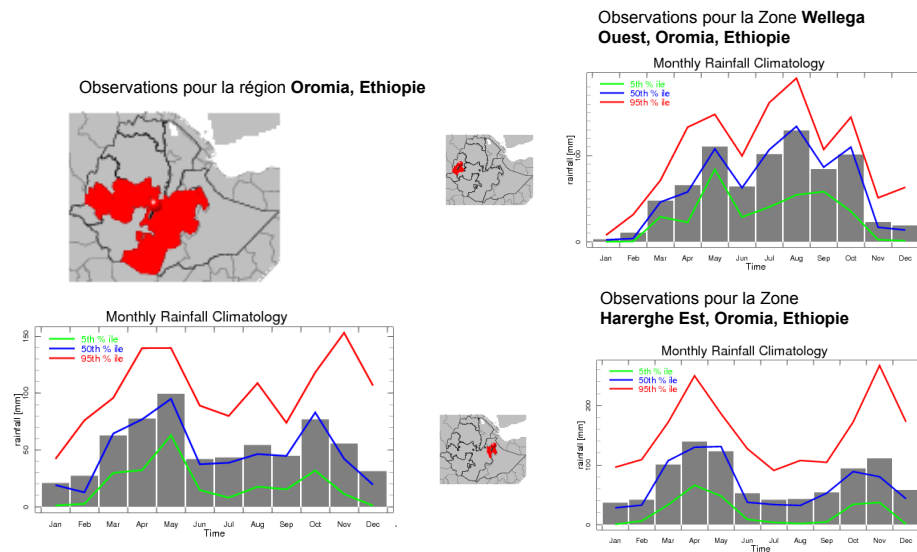 Observations pour la région Oromia, Ethiopie
Monthly Rainfall Climatology
5th % ile
50th % ile
95th % ile
rainfall [mm]
0
50
100
150
Jan Feb Mar Apr May Jun Jul Aug Sep Oct Nov Dec
Time
Observations pour la Zone Wellega
Ouest, Oromia, Ethiopie
Monthly Rainfall Climatology
5th % ile
50th % ile
95th % ile
rainfall [mm]
0
100
Jan Feb Mar Apr May Jun Jul Aug Sep Oct Nov Dec
Time
Observations pour la Zone
Harerghe Est, Oromia, Ethiopie
Monthly Rainfall Climatology
5th % ile
50th % ile
95th % ile
rainfall [mm]
0
100
200
Jan Feb Mar Apr May Jun Jul Aug Sep Oct Nov Dec
Time